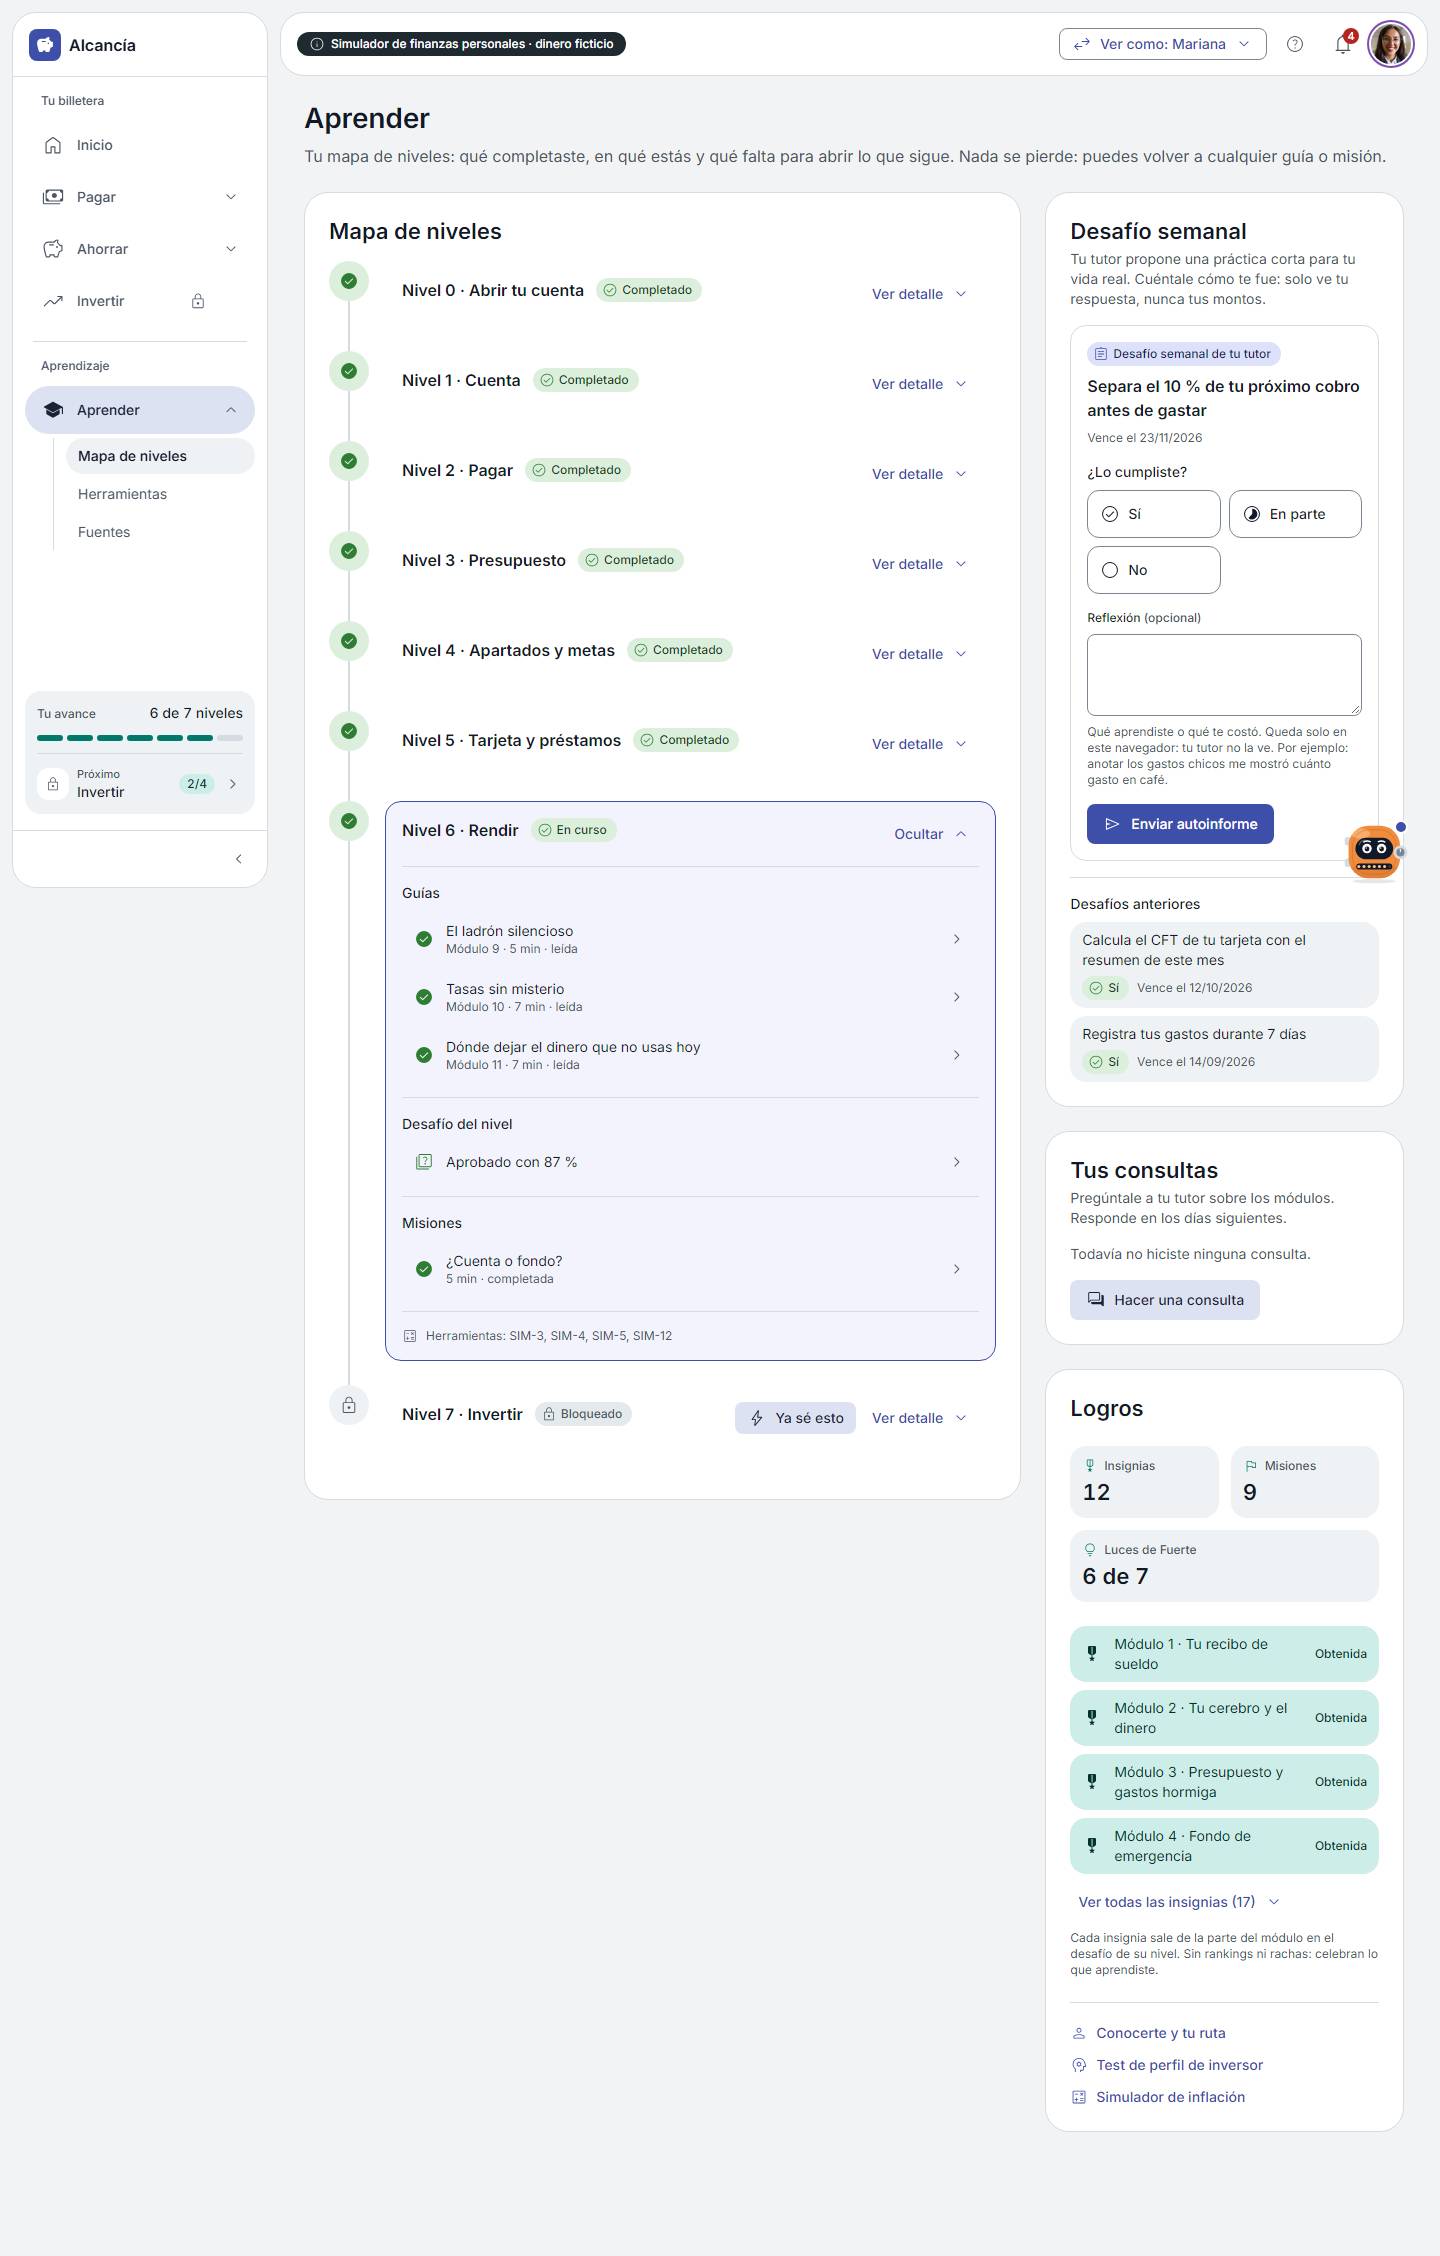 Alcancía
Tu billetera
Inicio
Pagar
Ahorrar
Invertir
Aprendizaje
Aprender
Mapa de niveles
Herramientas
Fuentes
Tu avance
6 de 7 niveles
Próximo
Invertir
2/4
Simulador de finanzas personales · dinero ficticio
Ver como: Mariana
4
Aprender
Tu mapa de niveles: qué completaste, en qué estás y qué falta para abrir lo que sigue. Nada se pierde: puedes volver a cualquier guía o misión.
Mapa de niveles
Nivel 0 · Abrir tu cuenta
Completado
Ver detalle
Nivel 1 · Cuenta
Completado
Ver detalle
Nivel 2 · Pagar
Completado
Ver detalle
Nivel 3 · Presupuesto
Completado
Ver detalle
Nivel 4 · Apartados y metas
Completado
Ver detalle
Nivel 5 · Tarjeta y préstamos
Completado
Ver detalle
Nivel 6 · Rendir
En curso
Ocultar
Guías
El ladrón silencioso
Módulo 9 · 5 min · leída
Tasas sin misterio
Módulo 10 · 7 min · leída
Dónde dejar el dinero que no usas hoy
Módulo 11 · 7 min · leída
Desafío del nivel
Aprobado con 87 %
Misiones
¿Cuenta o fondo?
5 min · completada
Herramientas: SIM-3, SIM-4, SIM-5, SIM-12
Nivel 7 · Invertir
Bloqueado
Ya sé esto
Ver detalle
Desafío semanal
Tu tutor propone una práctica corta para tu
vida real. Cuéntale cómo te fue: solo ve tu
respuesta, nunca tus montos.
Desafío semanal de tu tutor
Separa el 10 % de tu próximo cobro
antes de gastar
Vence el 23/11/2026
¿Lo cumpliste?
Sí
En parte
No
Reflexión (opcional)
Qué aprendiste o qué te costó. Queda solo en
este navegador: tu tutor no la ve. Por ejemplo:
anotar los gastos chicos me mostró cuánto
gasto en café.
Enviar autoinforme
Desafíos anteriores
Calcula el CFT de tu tarjeta con el
resumen de este mes
Sí
Vence el 12/10/2026
Registra tus gastos durante 7 días
Sí
Vence el 14/09/2026
Tus consultas
Pregúntale a tu tutor sobre los módulos.
Responde en los días siguientes.
Todavía no hiciste ninguna consulta.
Hacer una consulta
Logros
Insignias
12
Misiones
9
Luces de Fuerte
6 de 7
Módulo 1 · Tu recibo de
sueldo
Obtenida
Módulo 2 · Tu cerebro y el
dinero
Obtenida
Módulo 3 · Presupuesto y
gastos hormiga
Obtenida
Módulo 4 · Fondo de
emergencia
Obtenida
Ver todas las insignias (17)
Cada insignia sale de la parte del módulo en el
desafío de su nivel. Sin rankings ni rachas: celebran lo
que aprendiste.
Conocerte y tu ruta
Test de perfil de inversor
Simulador de inflación